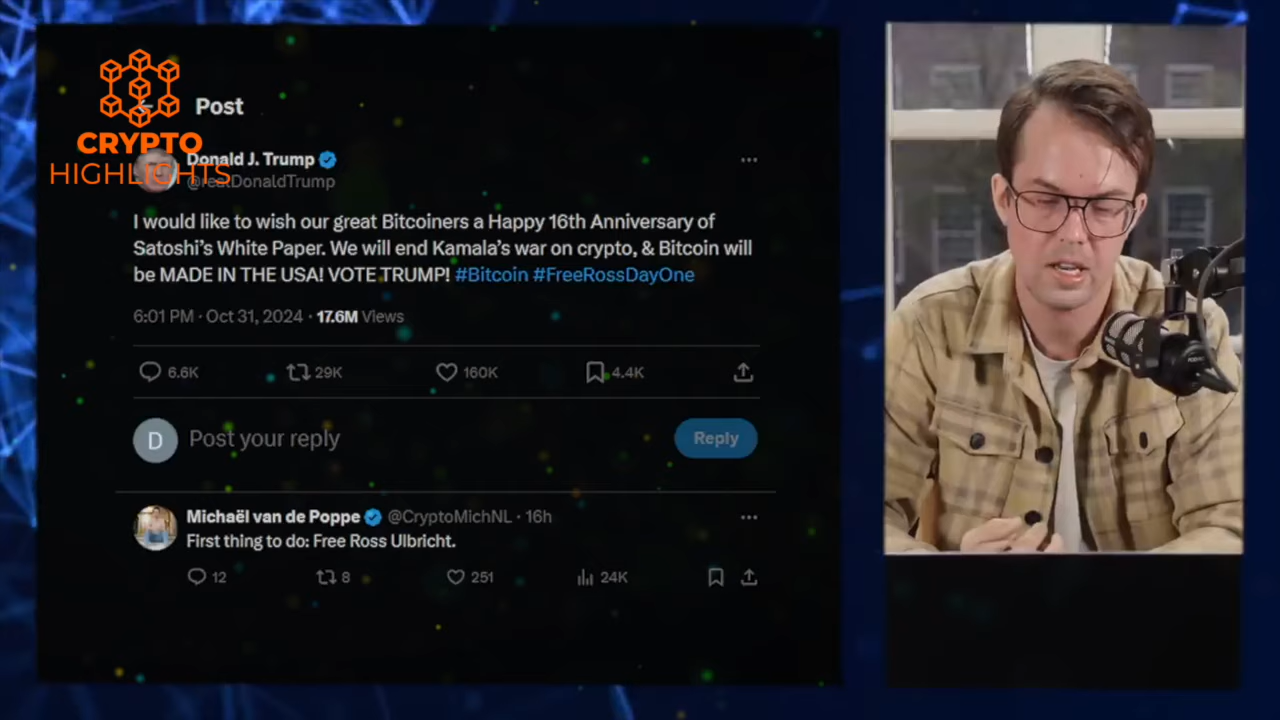 CRYPTO
HIGHLIGHTS
Post
Donald J. Trump
@realDonaldTrump
I would like to wish our great Bitcoiners a Happy 16th Anniversary of
Satoshi's White Paper. We will end Kamala's war on crypto, & Bitcoin will
be MADE IN THE USA! VOTE TRUMP! #Bitcoin #FreeRossDayOne
6:01 PM · Oct 31, 2024 · 17.6M Views
6.6K 29K 160K 4.4K
D Post your reply Reply
Michaël van de Poppe @CryptoMichNL · 16h
First thing to do: Free Ross Ulbricht.
12 8 251 24K